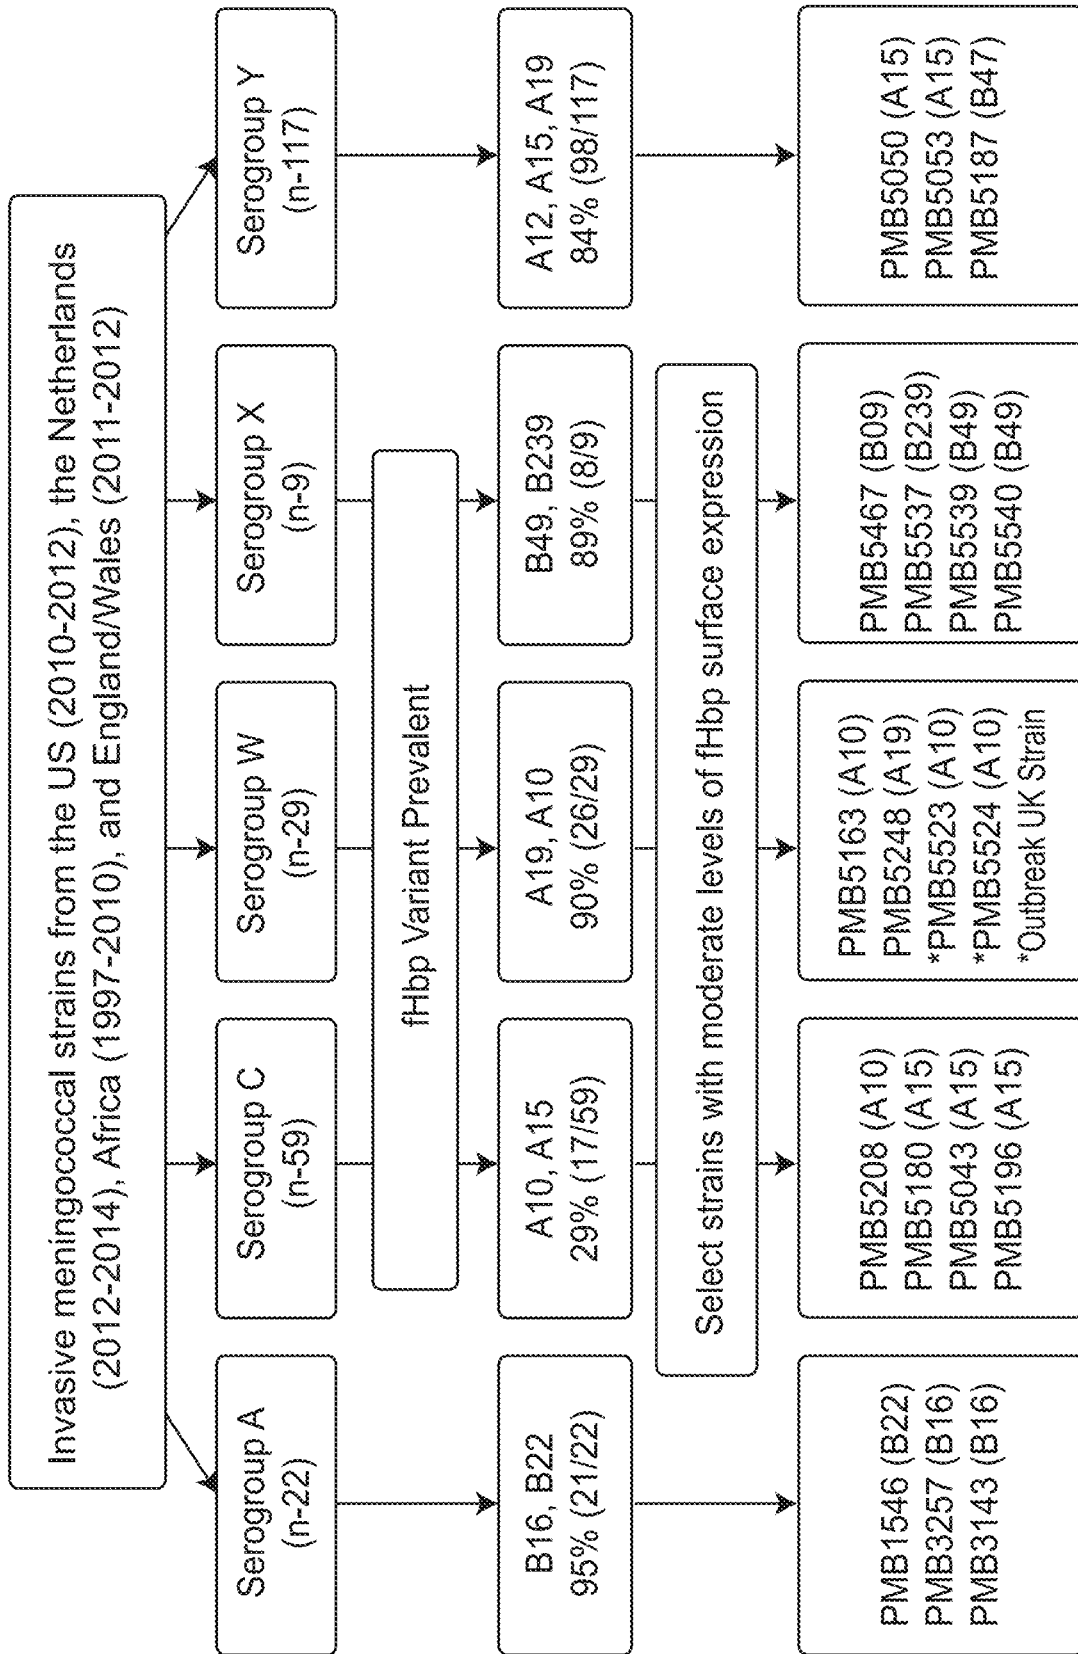 Invasive meningococcal strains from the US (2010-2012), the Netherlands
(2012-2014), Africa (1997-2010), and England/Wales (2011-2012)
Serogroup A
(n-22)
Serogroup C
(n-59)
Serogroup W
(n-29)
Serogroup X
(n-9)
Serogroup Y
(n-117)
fHbp Variant Prevalent
B16, B22
95% (21/22)
A10, A15
29% (17/59)
A19, A10
90% (26/29)
B49, B239
89% (8/9)
A12, A15, A19
84% (98/117)
Select strains with moderate levels of fHbp surface expression
PMB1546 (B22)
PMB3257 (B16)
PMB3143 (B16)
PMB5208 (A10)
PMB5180 (A15)
PMB5043 (A15)
PMB5196 (A15)
PMB5163 (A10)
PMB5248 (A19)
*PMB5523 (A10)
*PMB5524 (A10)
*Outbreak UK Strain
PMB5467 (B09)
PMB5537 (B239)
PMB5539 (B49)
PMB5540 (B49)
PMB5050 (A15)
PMB5053 (A15)
PMB5187 (B47)